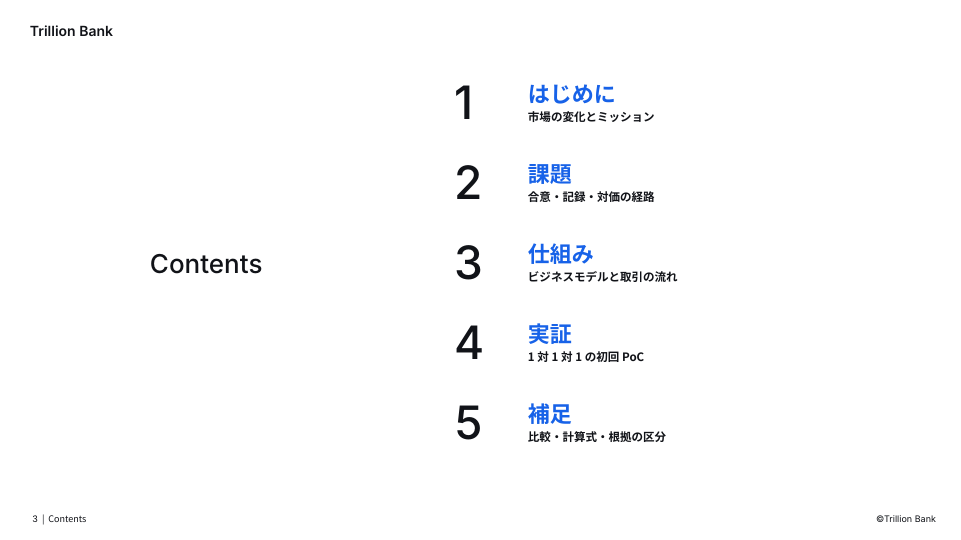 Trillion Bank
Contents
1
はじめに
市場の変化とミッション
2
課題
合意・記録・対価の経路
3
仕組み
ビジネスモデルと取引の流れ
4
実証
1 対 1 対 1 の初回 PoC
5
補足
比較・計算式・根拠の区分
3 | Contents
©Trillion Bank